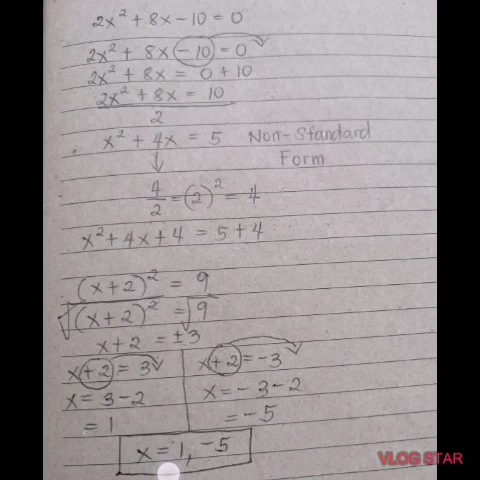 2x² + 8x - 10 = 0
2x² + 8x - 10 = 0
2x² + 8x = 0 + 10
2x² + 8x = 10
2
x² + 4x = 5 Non-Standard
Form
4/2 = (2)² = 4
x² + 4x + 4 = 5 + 4
(x + 2)² = 9
√(x + 2)² = √9
x + 2 = ±3
x + 2 = 3 x + 2 = -3
x = 3 - 2 x = -3 - 2
= 1 = -5
x = 1, -5
VLOG STAR